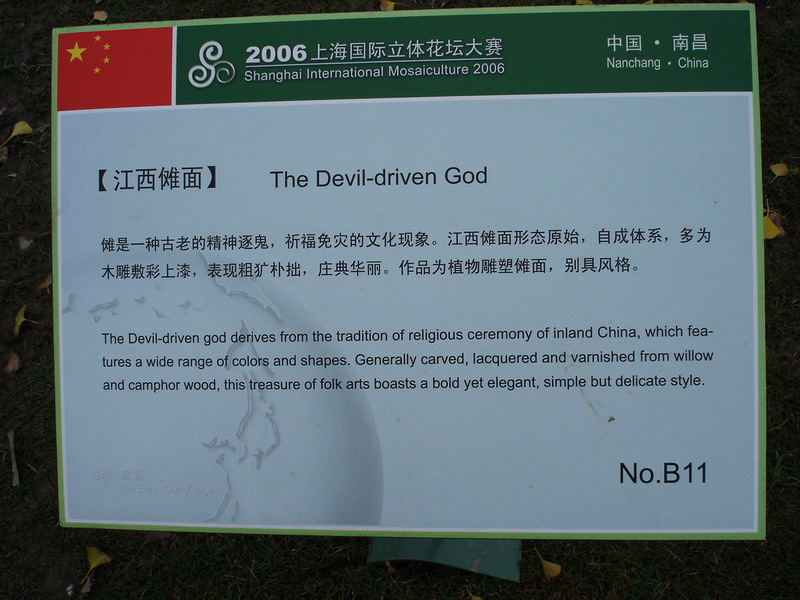 2006上海国际立体花坛大赛
Shanghai International Mosaiculture 2006
中国・南昌
Nanchang・China
【江西傩面】 The Devil-driven God
傩是一种古老的精神逐鬼，祈福免灾的文化现象。江西傩面形态原始，自成体系，多为
木雕敷彩上漆，表现粗犷朴拙，庄典华丽。作品为植物雕塑傩面，别具风格。
The Devil-driven god derives from the tradition of religious ceremony of inland China, which fea-
tures a wide range of colors and shapes. Generally carved, lacquered and varnished from willow
and camphor wood, this treasure of folk arts boasts a bold yet elegant, simple but delicate style.
The Earth, Our Village
No.B11